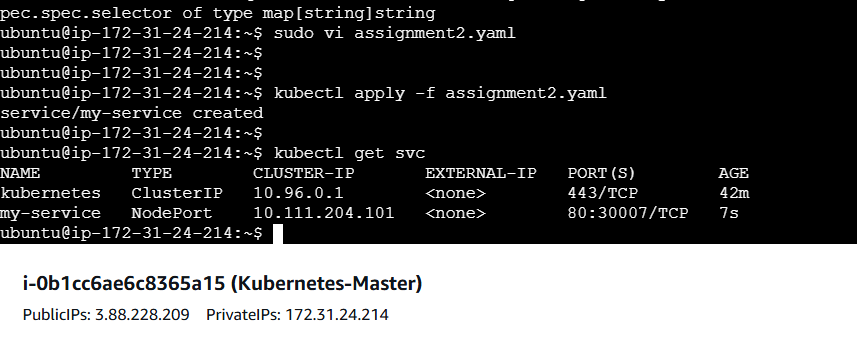 pec.spec.selector of type map[string]string
ubuntu@ip-172-31-24-214:~$ sudo vi assignment2.yaml
ubuntu@ip-172-31-24-214:~$
ubuntu@ip-172-31-24-214:~$
ubuntu@ip-172-31-24-214:~$ kubectl apply -f assignment2.yaml
service/my-service created
ubuntu@ip-172-31-24-214:~$
ubuntu@ip-172-31-24-214:~$ kubectl get svc
NAME TYPE CLUSTER-IP EXTERNAL-IP PORT(S) AGE
kubernetes ClusterIP 10.96.0.1 <none> 443/TCP 42m
my-service NodePort 10.111.204.101 <none> 80:30007/TCP 7s
ubuntu@ip-172-31-24-214:~$
i-0b1cc6ae6c8365a15 (Kubernetes-Master)
PublicIPs: 3.88.228.209 PrivateIPs: 172.31.24.214